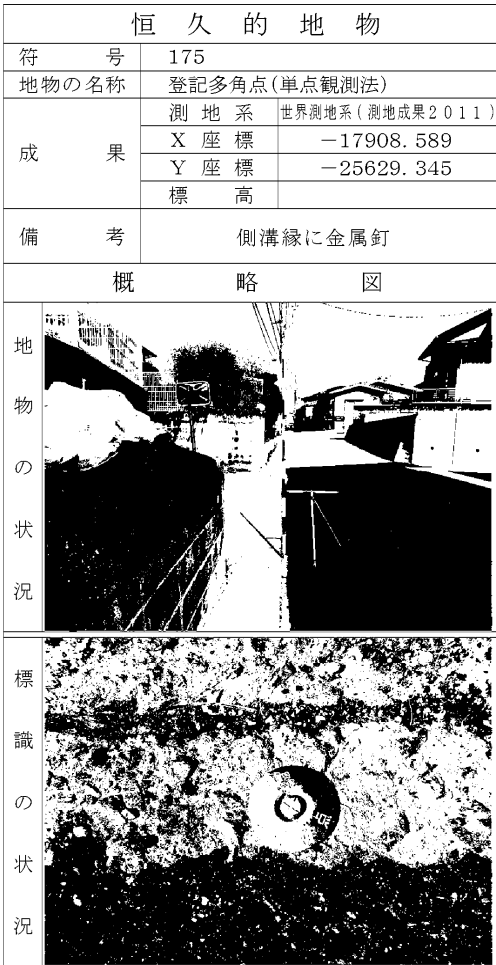 恒久的地物
符号 175
地物の名称 登記多角点(単点観測法)
成果 測地系 世界測地系(測地成果2011)
X座標 −17908.589
Y座標 −25629.345
標高
備考 側溝縁に金属釘
概略図
地物の状況
標識の状況